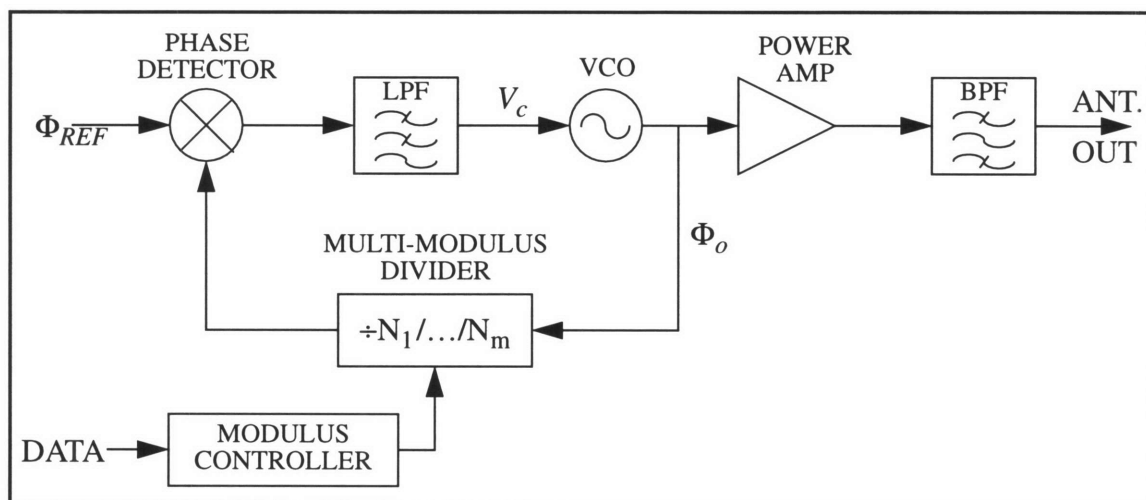 PHASE
DETECTOR
Φ_REF
LPF
V_c
VCO
POWER
AMP
BPF
ANT.
OUT
Φ_o
MULTI-MODULUS
DIVIDER
÷N_1/.../N_m
DATA
MODULUS
CONTROLLER